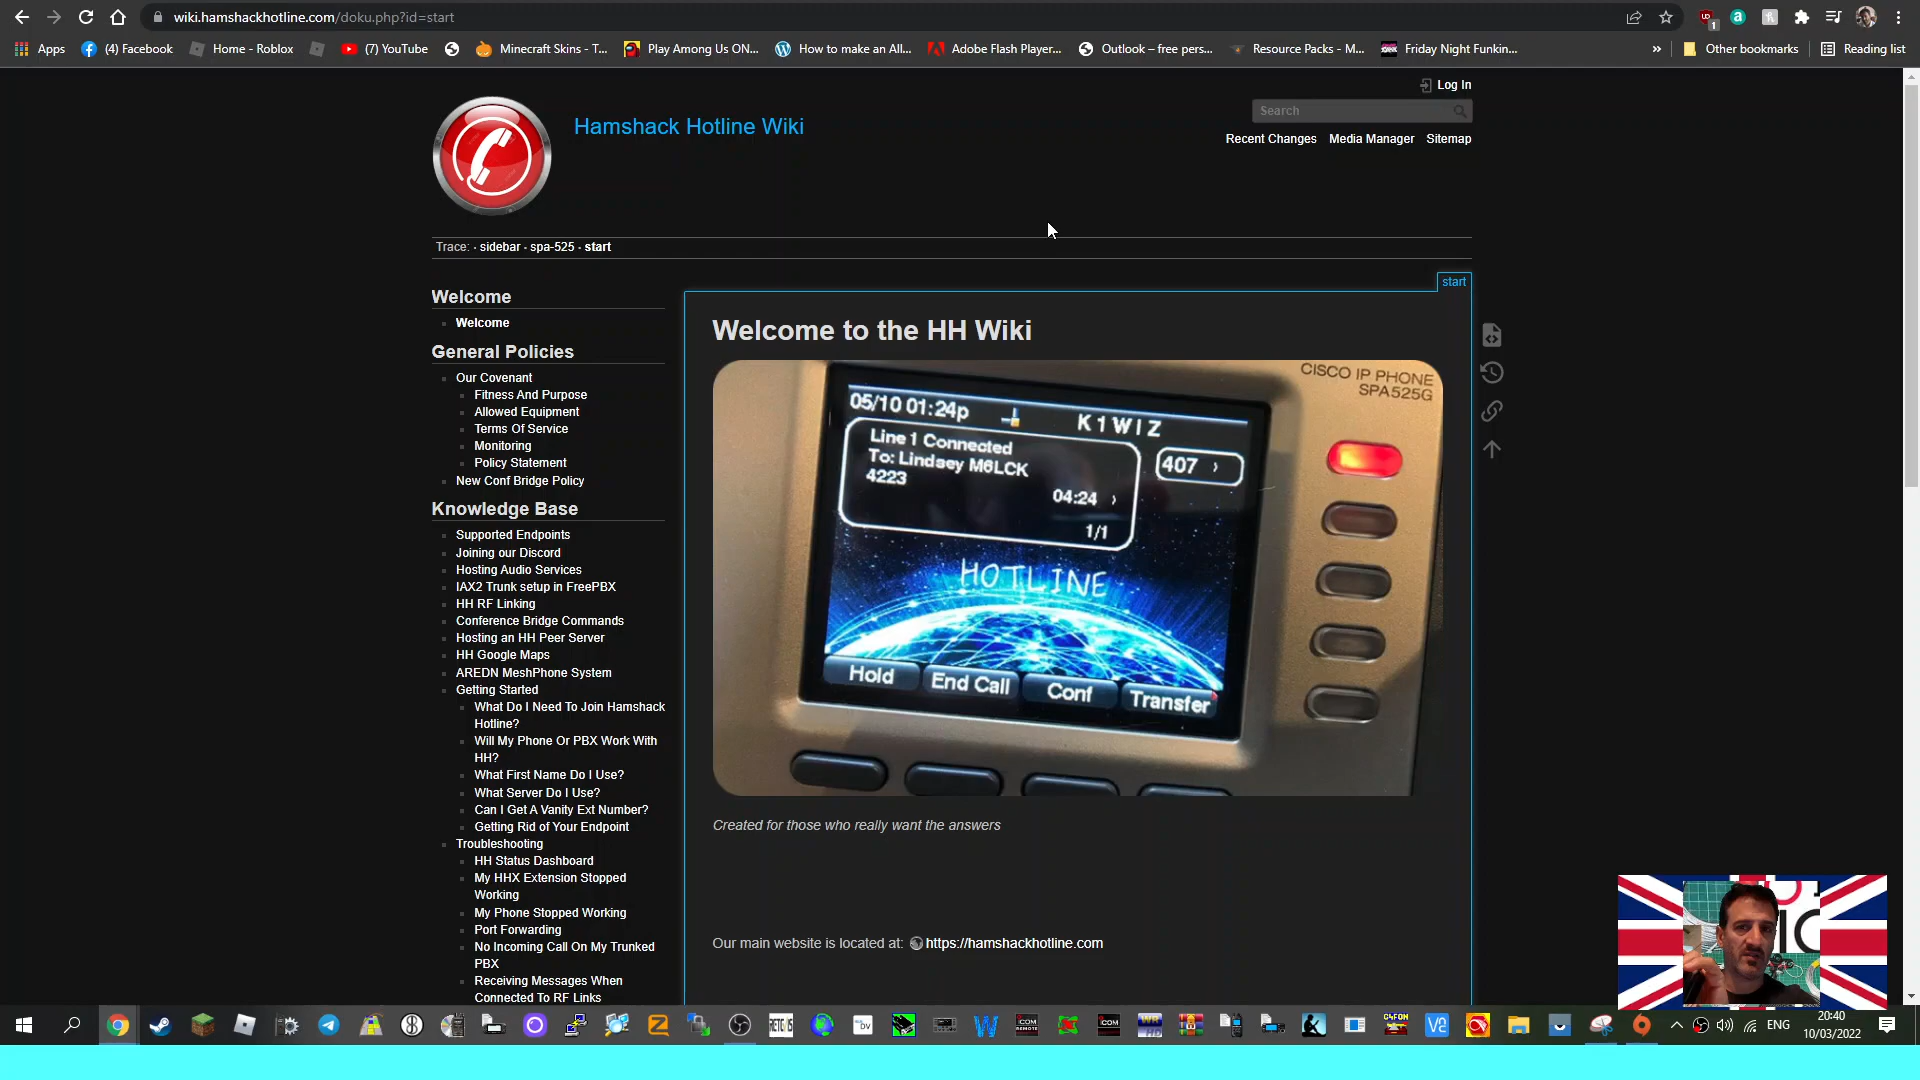 wiki.hamshackhotline.com/doku.php?id=start
Apps
(4) Facebook
Home - Roblox
(7) YouTube
Minecraft Skins - T...
Play Among Us ON...
How to make an All...
Adobe Flash Player...
Outlook – free pers...
Resource Packs - M...
Friday Night Funkin...
»
Other bookmarks
Reading list
Log In
Hamshack Hotline Wiki
Search
Recent Changes Media Manager Sitemap
Trace: · sidebar · spa-525 · start
start
Welcome
Welcome
General Policies
Our Covenant
Fitness And Purpose
Allowed Equipment
Terms Of Service
Monitoring
Policy Statement
New Conf Bridge Policy
Knowledge Base
Supported Endpoints
Joining our Discord
Hosting Audio Services
IAX2 Trunk setup in FreePBX
HH RF Linking
Conference Bridge Commands
Hosting an HH Peer Server
HH Google Maps
AREDN MeshPhone System
Getting Started
What Do I Need To Join Hamshack
Hotline?
Will My Phone Or PBX Work With
HH?
What First Name Do I Use?
What Server Do I Use?
Can I Get A Vanity Ext Number?
Getting Rid of Your Endpoint
Troubleshooting
HH Status Dashboard
My HHX Extension Stopped
Working
My Phone Stopped Working
Port Forwarding
No Incoming Call On My Trunked
PBX
Receiving Messages When
Connected To RF Links
Welcome to the HH Wiki
CISCO IP PHONE
SPA525G
05/10 01:24p
K1WIZ
Line 1 Connected
To: Lindsey M6LCK
4223
407
04:24
1/1
HOTLINE
Hold
End Call
Conf
Transfer
Created for those who really want the answers
Our main website is located at: https://hamshackhotline.com
ENG
20:40
10/03/2022